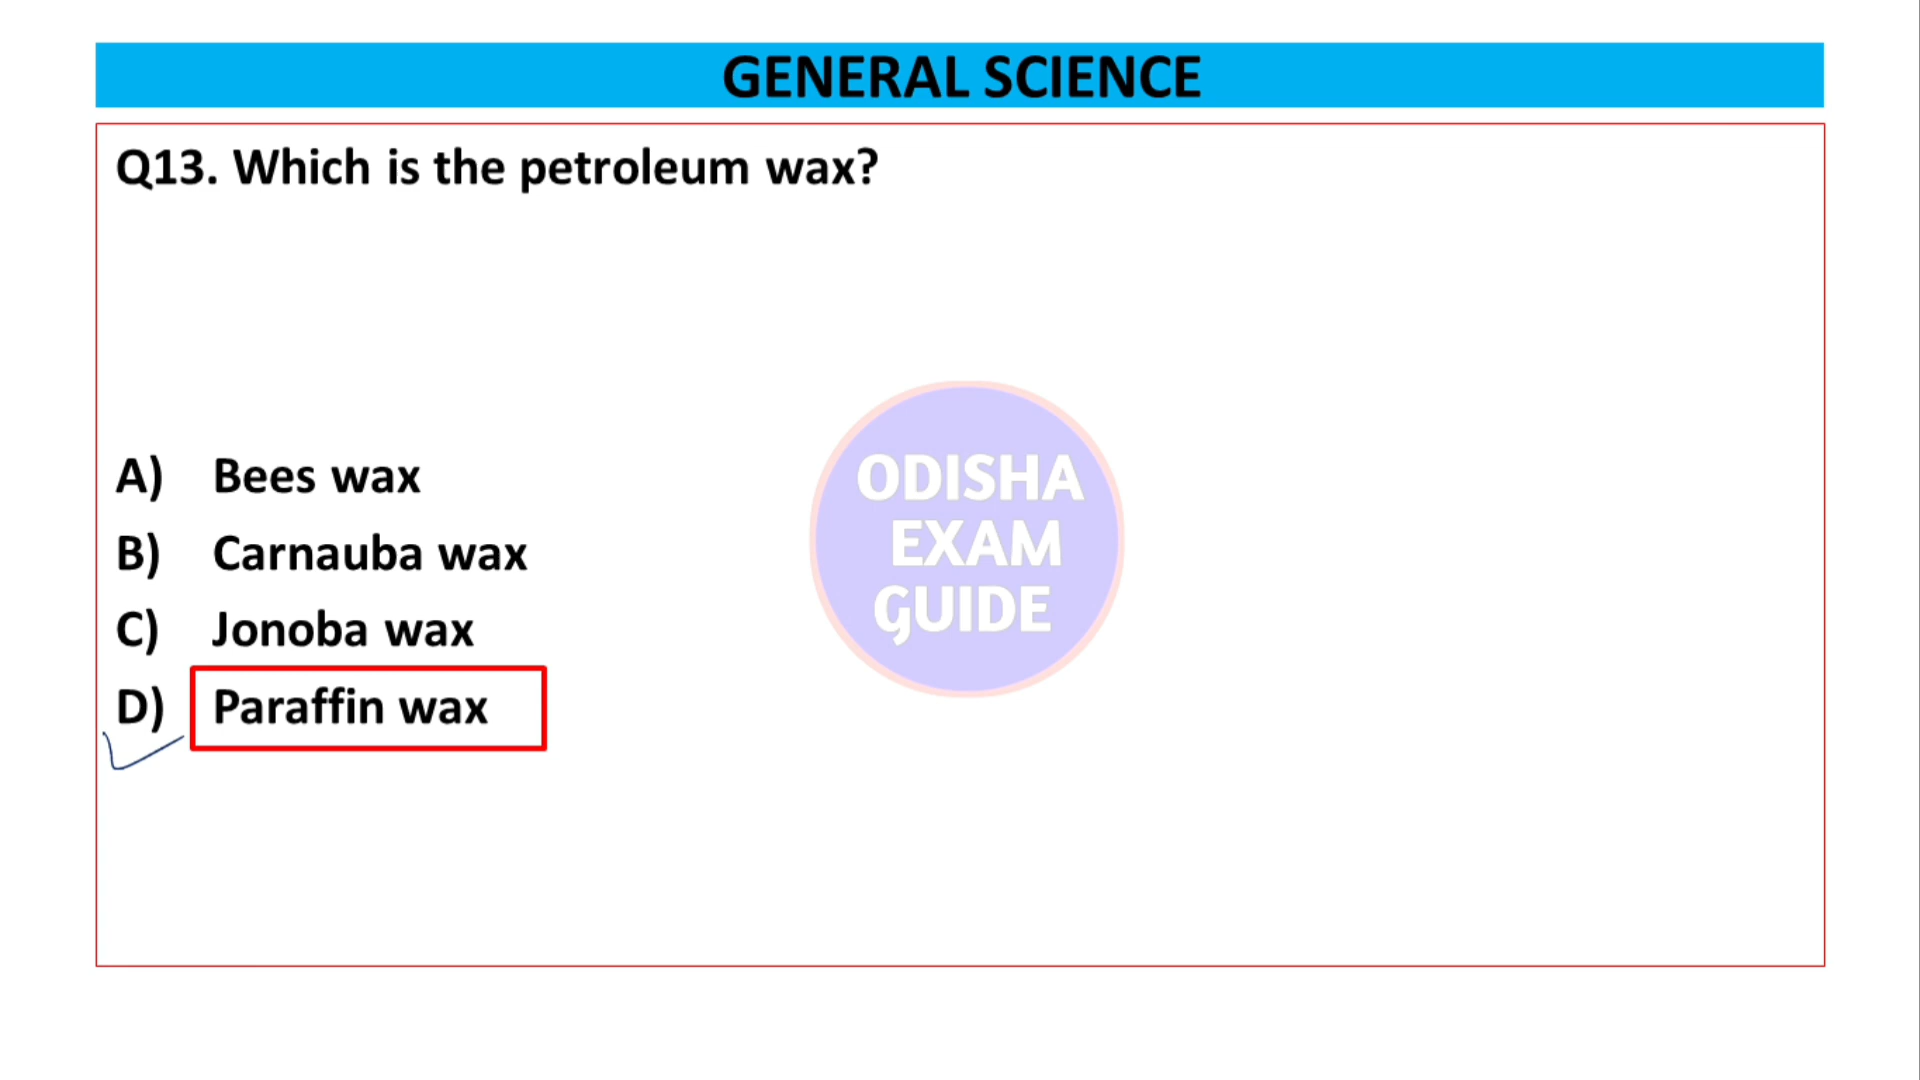 GENERAL SCIENCE
Q13. Which is the petroleum wax?
A) Bees wax
B) Carnauba wax
C) Jonoba wax
D) Paraffin wax
ODISHA
EXAM
GUIDE